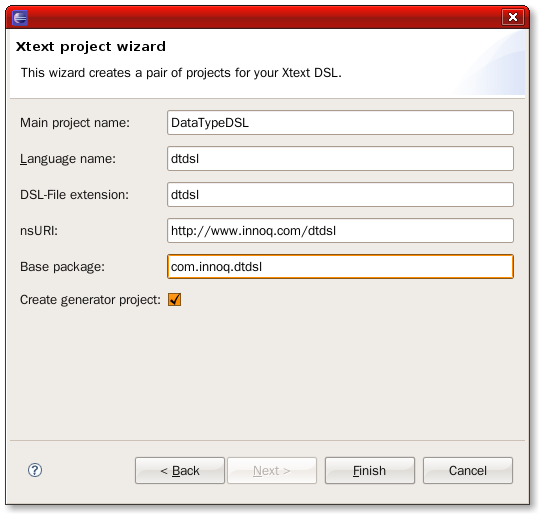 Xtext project wizard
This wizard creates a pair of projects for your Xtext DSL.
Main project name: DataTypeDSL
Language name: dtdsl
DSL-File extension: dtdsl
nsURI: http://www.innoq.com/dtdsl
Base package: com.innoq.dtdsl
Create generator project:
? < Back Next > Finish Cancel